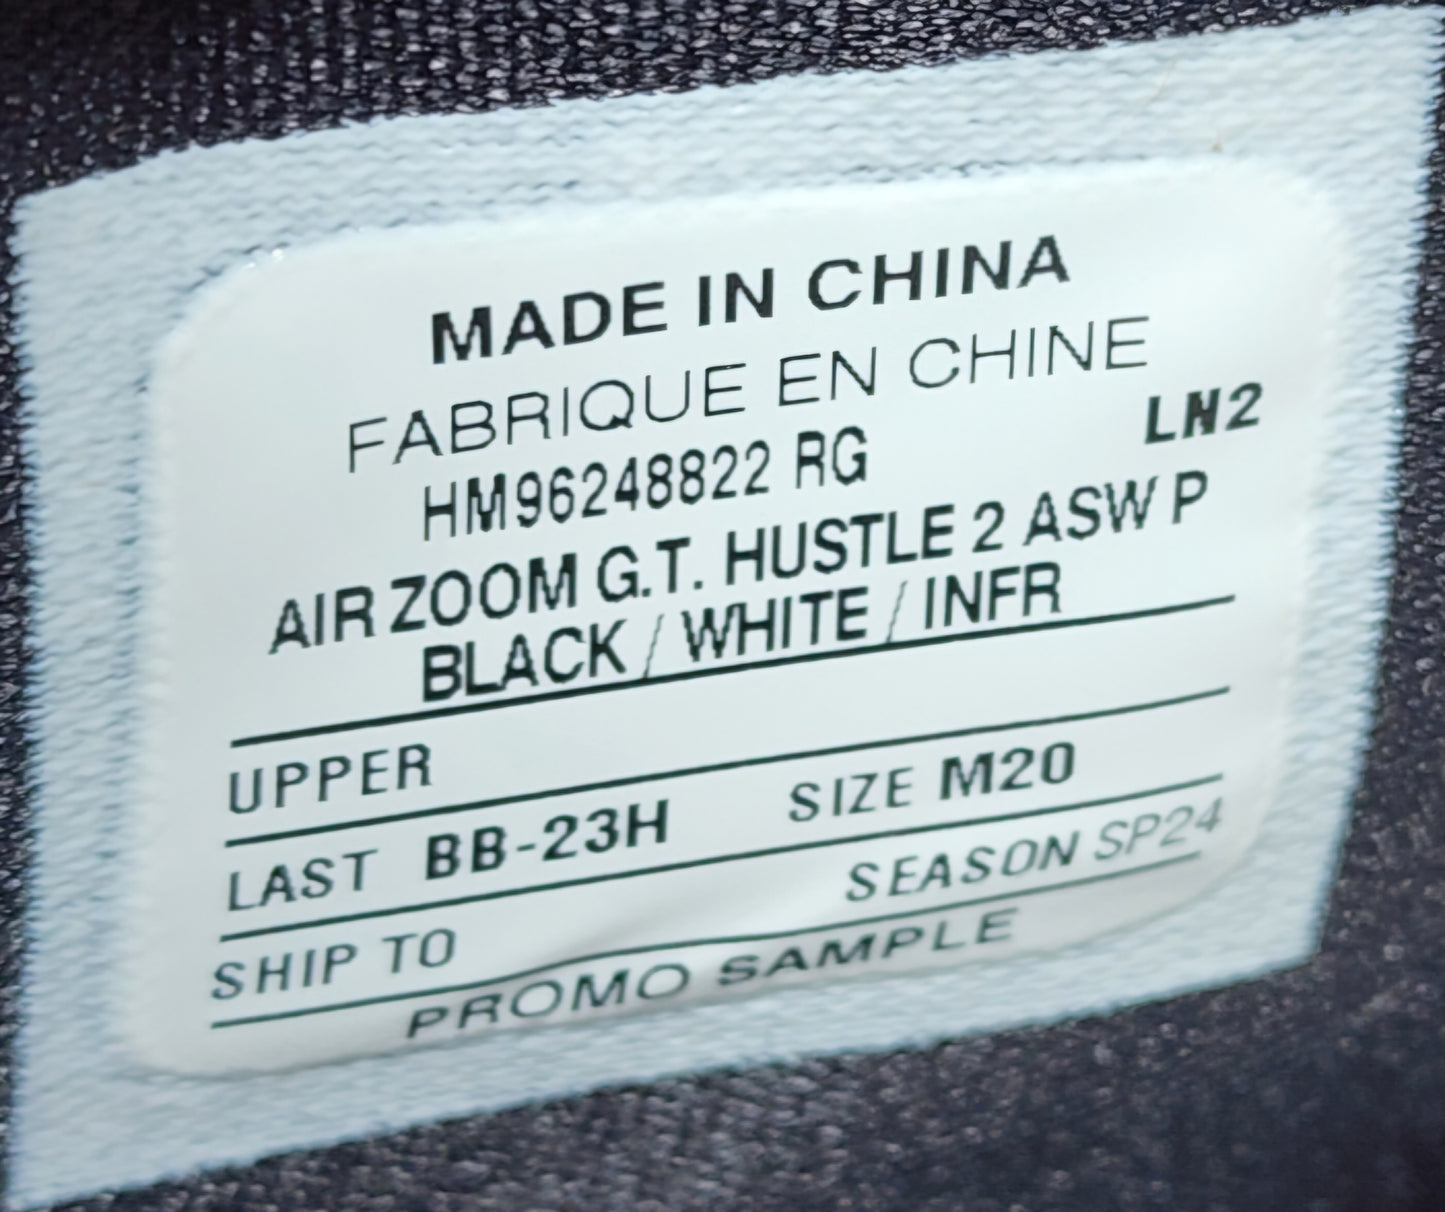 MADE IN CHINA
FABRIQUE EN CHINE
HM96248822 RG LN2
AIR ZOOM G.T. HUSTLE 2 ASW P
BLACK / WHITE / INFR
UPPER
LAST BB-23H SIZE M20
SHIP TO SEASON SP24
PROMO SAMPLE